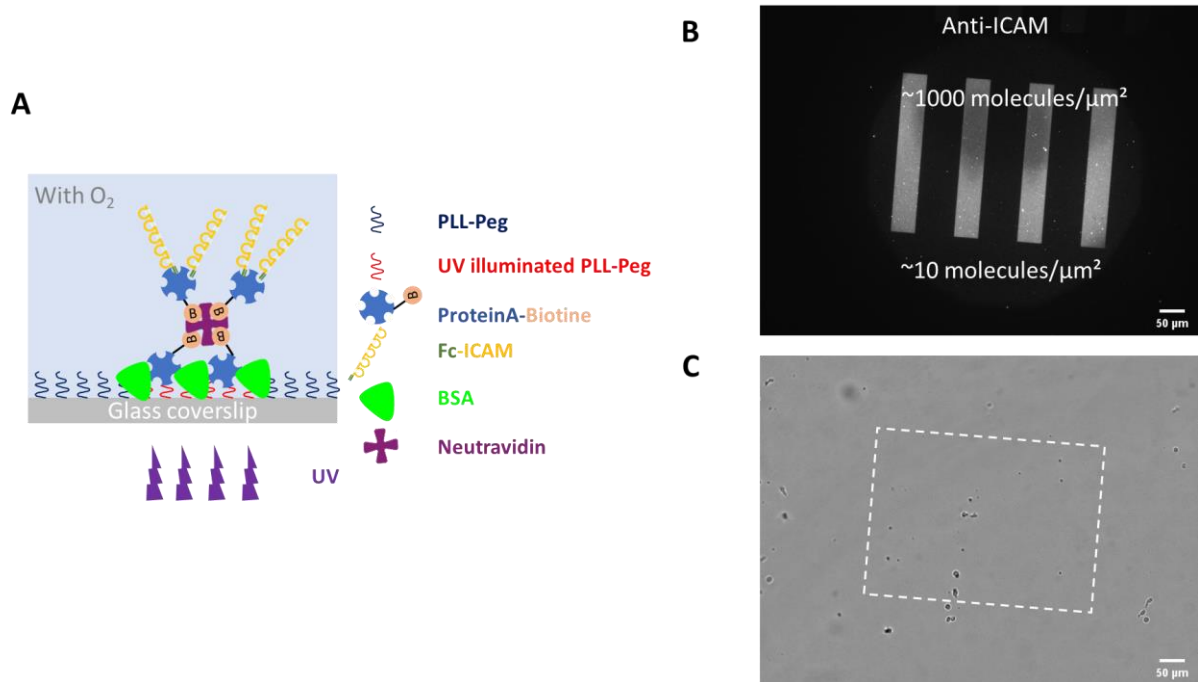 A
With O₂
B
B
B
B
Glass coverslip
UV
PLL-Peg
UV illuminated PLL-Peg
B
ProteinA-Biotine
Fc-ICAM
BSA
Neutravidin
B
Anti-ICAM
~1000 molecules/µm²
~10 molecules/µm²
50 µm
C
50 µm